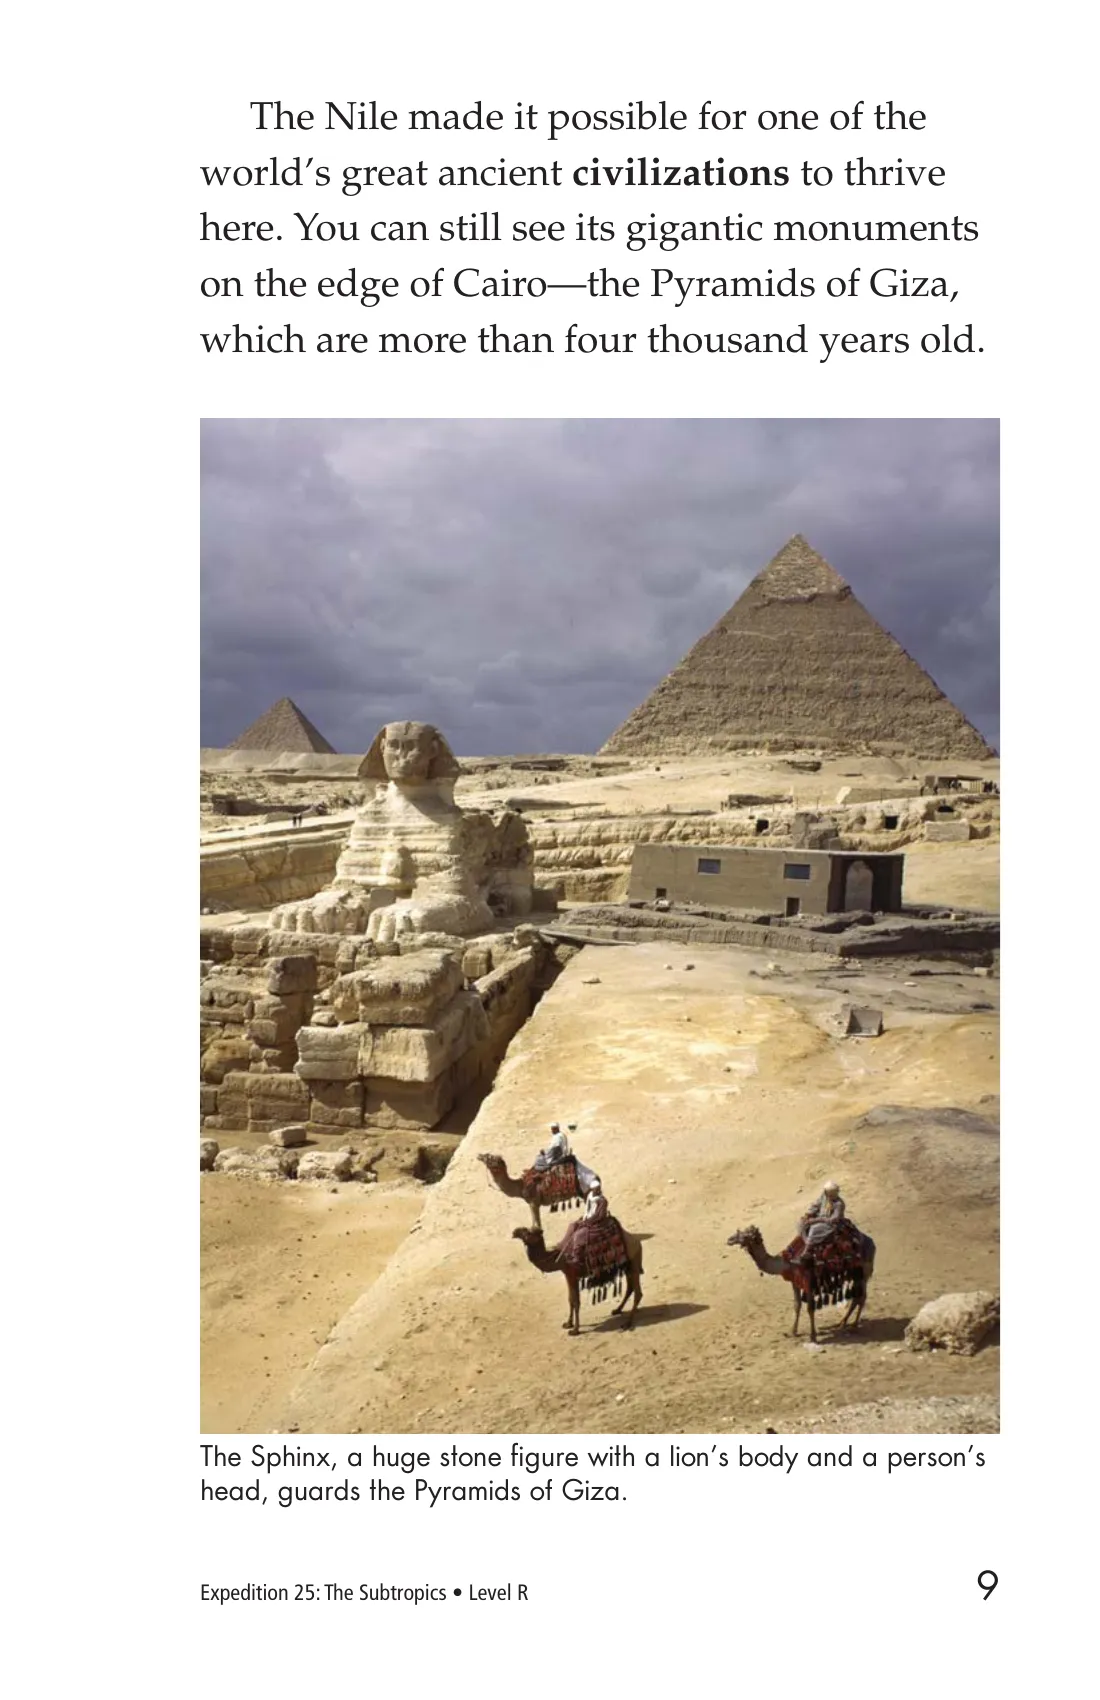 The Nile made it possible for one of the
world’s great ancient civilizations to thrive
here. You can still see its gigantic monuments
on the edge of Cairo—the Pyramids of Giza,
which are more than four thousand years old.
The Sphinx, a huge stone figure with a lion’s body and a person’s
head, guards the Pyramids of Giza.
Expedition 25: The Subtropics • Level R
9